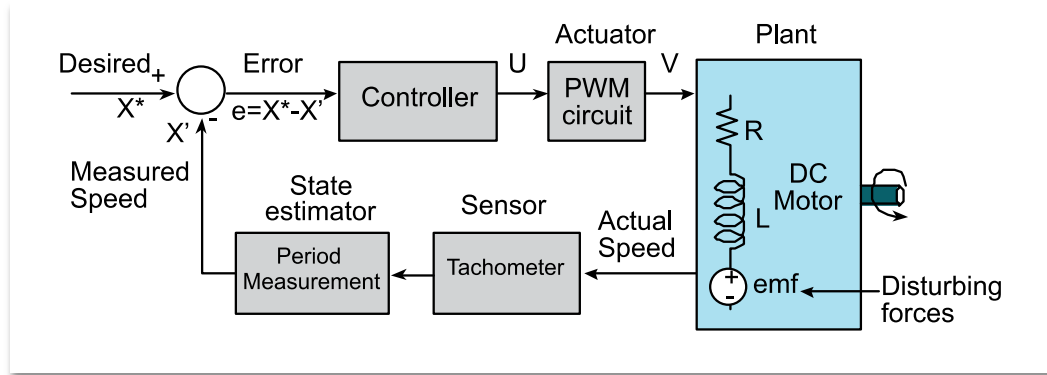 Desired
+
X*
X’
-
Error
e=X*-X’
Controller
U
Actuator
PWM
circuit
V
Plant
R
L
+
-
emf
DC
Motor
Disturbing
forces
Actual
Speed
Sensor
Tachometer
State
estimator
Period
Measurement
Measured
Speed